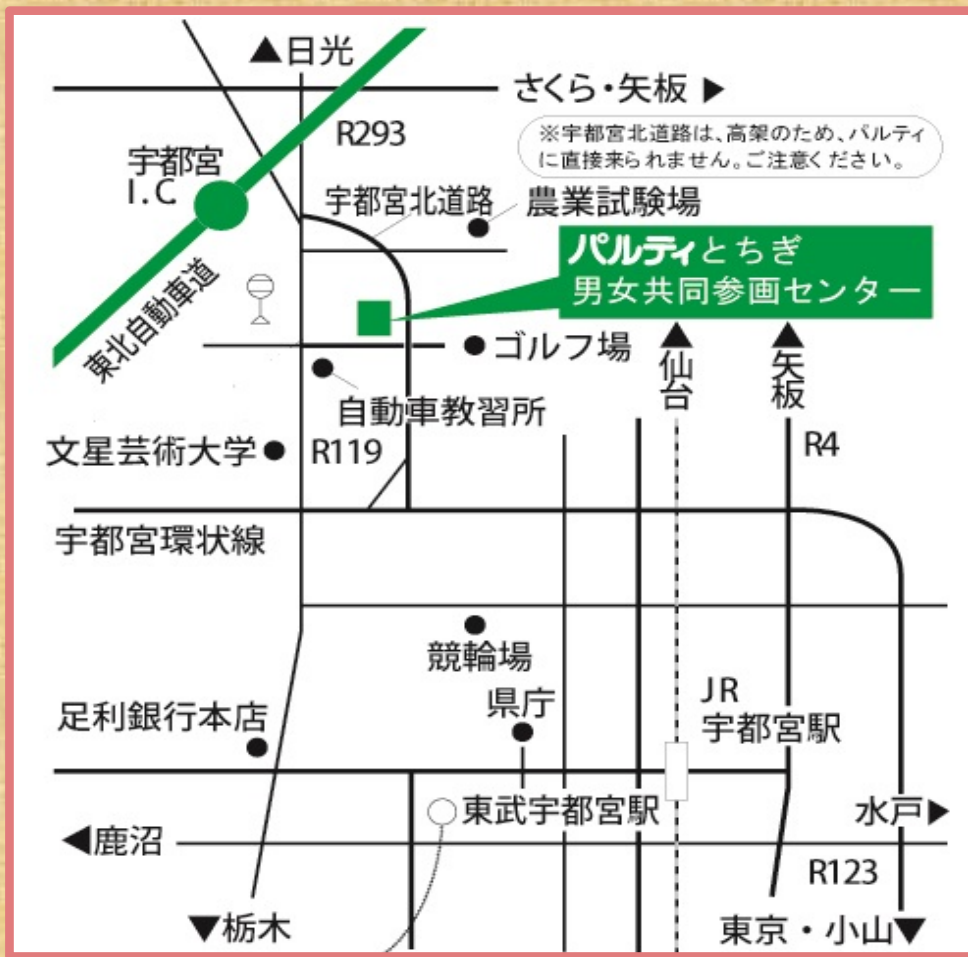 ▲日光
さくら・矢板 ▶
R293
※宇都宮北道路は、高架のため、パルティ
に直接来られません。ご注意ください。
宇都宮
I.C
宇都宮北道路
農業試験場
パルティとちぎ
男女共同参画センター
東北自動車道
ゴルフ場
▲仙台
▲矢板
自動車教習所
文星芸術大学
R119
R4
宇都宮環状線
競輪場
県庁
JR
宇都宮駅
足利銀行本店
東武宇都宮駅
水戸▶
◀鹿沼
R123
▼栃木
東京・小山▼